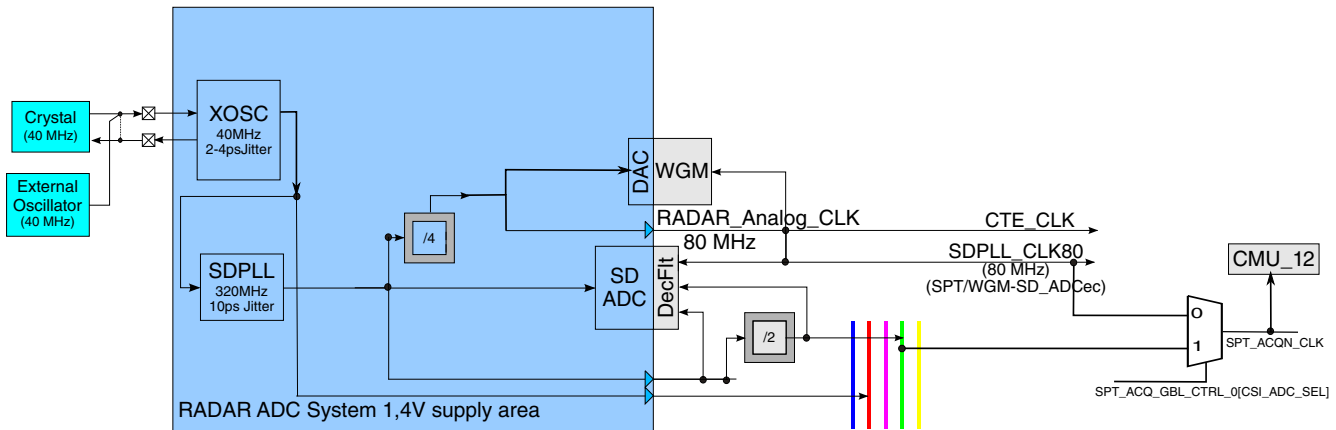 Crystal
(40 MHz)
External
Oscillator
(40 MHz)
XOSC
40MHz
2-4psJitter
SDPLL
320MHz
10ps Jitter
/4
DAC
WGM
RADAR_Analog_CLK
80 MHz
CTE_CLK
SD
ADC
DecFlt
SDPLL_CLK80
(80 MHz)
(SPT/WGM-SD_ADCec)
CMU_12
/2
0
1
SPT_ACQN_CLK
SPT_ACQ_GBL_CTRL_0[CSI_ADC_SEL]
RADAR ADC System 1,4V supply area